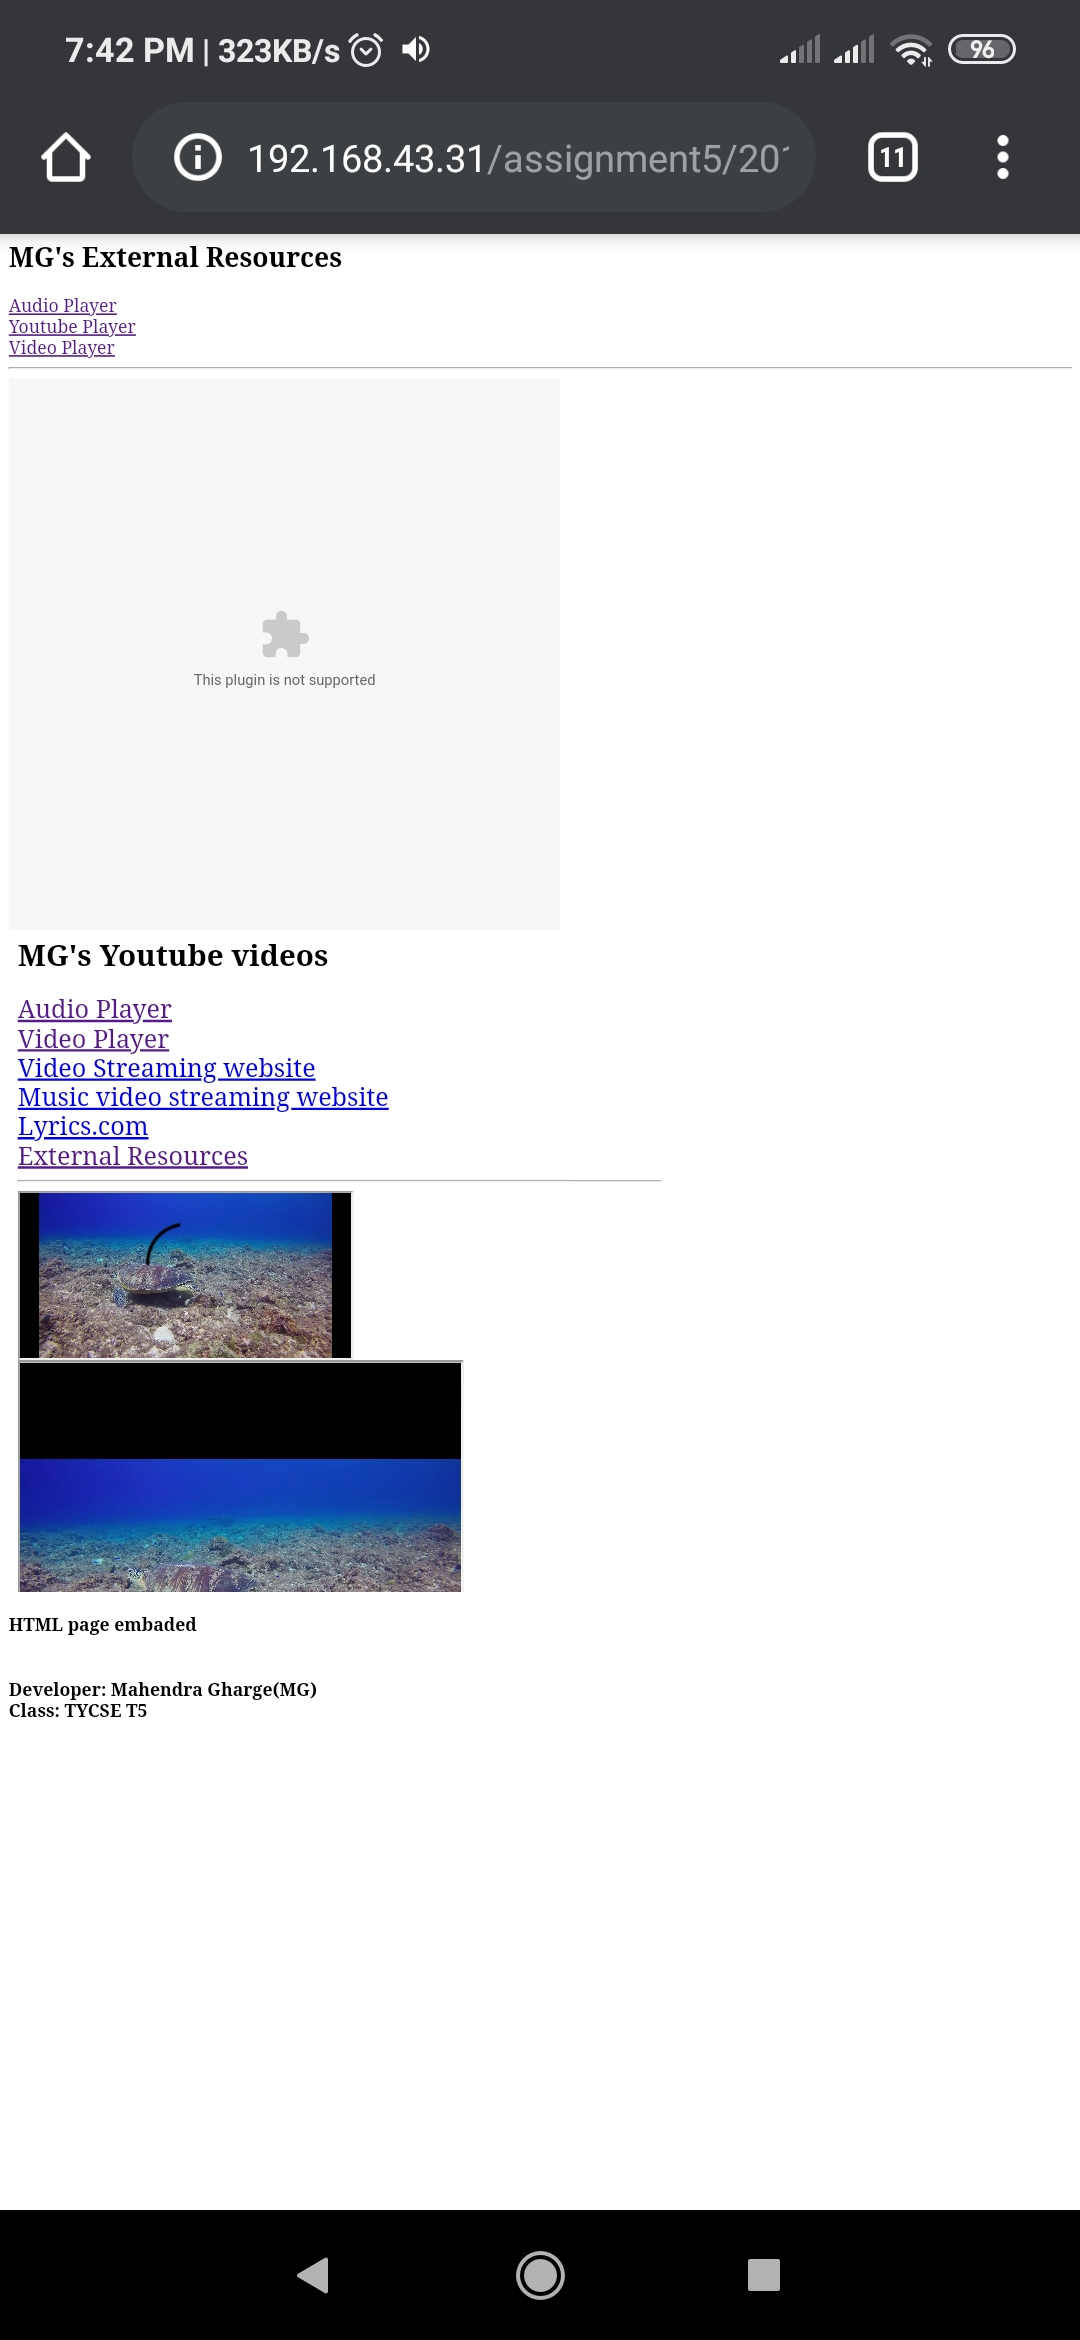 7:42 PM | 323KB/s
96
192.168.43.31/assignment5/201
11
MG's External Resources
Audio Player
Youtube Player
Video Player
This plugin is not supported
MG's Youtube videos
Audio Player
Video Player
Video Streaming website
Music video streaming website
Lyrics.com
External Resources
HTML page embaded
Developer: Mahendra Gharge(MG)
Class: TYCSE T5